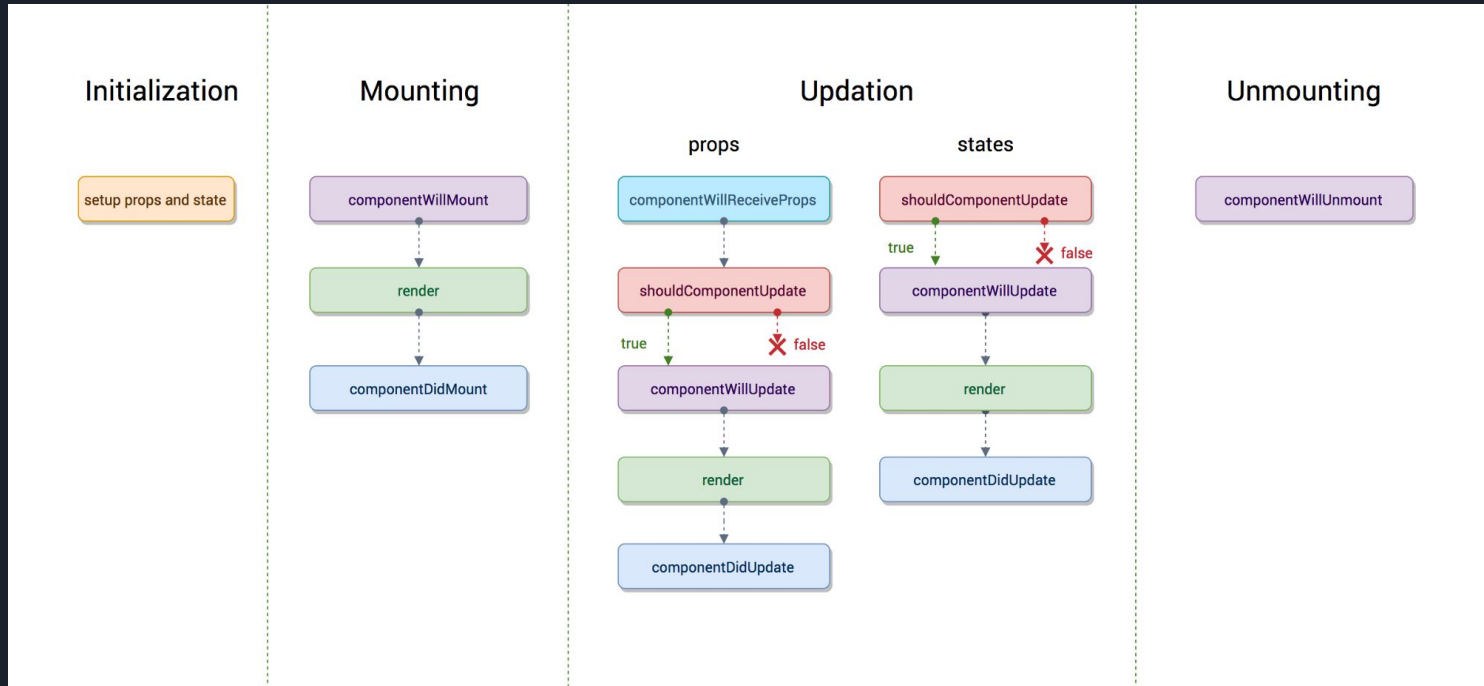 Initialization
Mounting
Updation
Unmounting
props
states
setup props and state
componentWillMount
componentWillReceiveProps
shouldComponentUpdate
componentWillUnmount
true
false
render
shouldComponentUpdate
componentWillUpdate
true
false
componentDidMount
componentWillUpdate
render
render
componentDidUpdate
componentDidUpdate